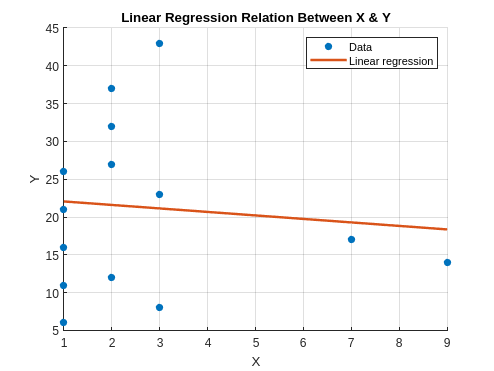 Linear Regression Relation Between X & Y
Data
Linear regression
45
40
35
30
25
20
15
10
5
Y
1 2 3 4 5 6 7 8 9
X